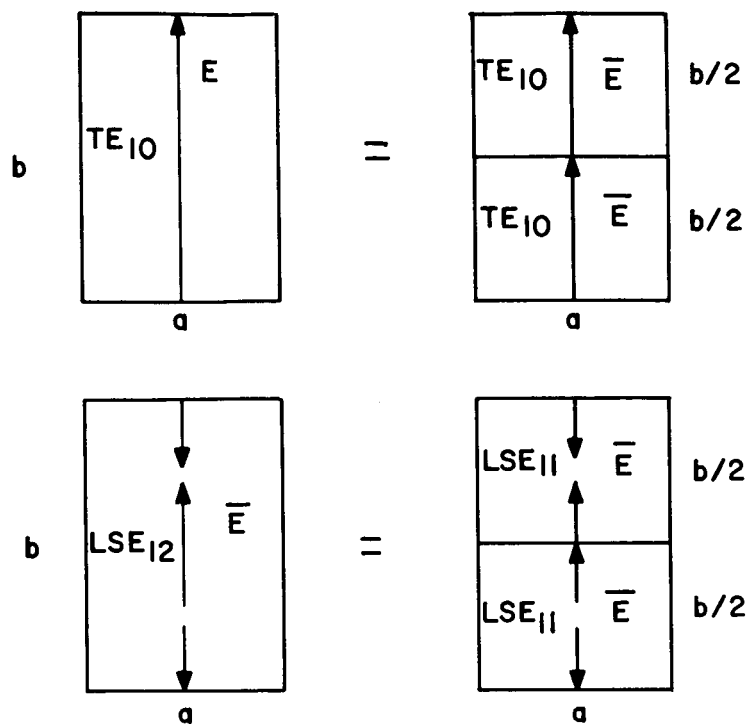 E
TE₁₀
b
a
=
TE₁₀ E̅ b/2
TE₁₀ E̅ b/2
a
E̅
b LSE₁₂
a
=
LSE₁₁ E̅ b/2
LSE₁₁ E̅ b/2
a